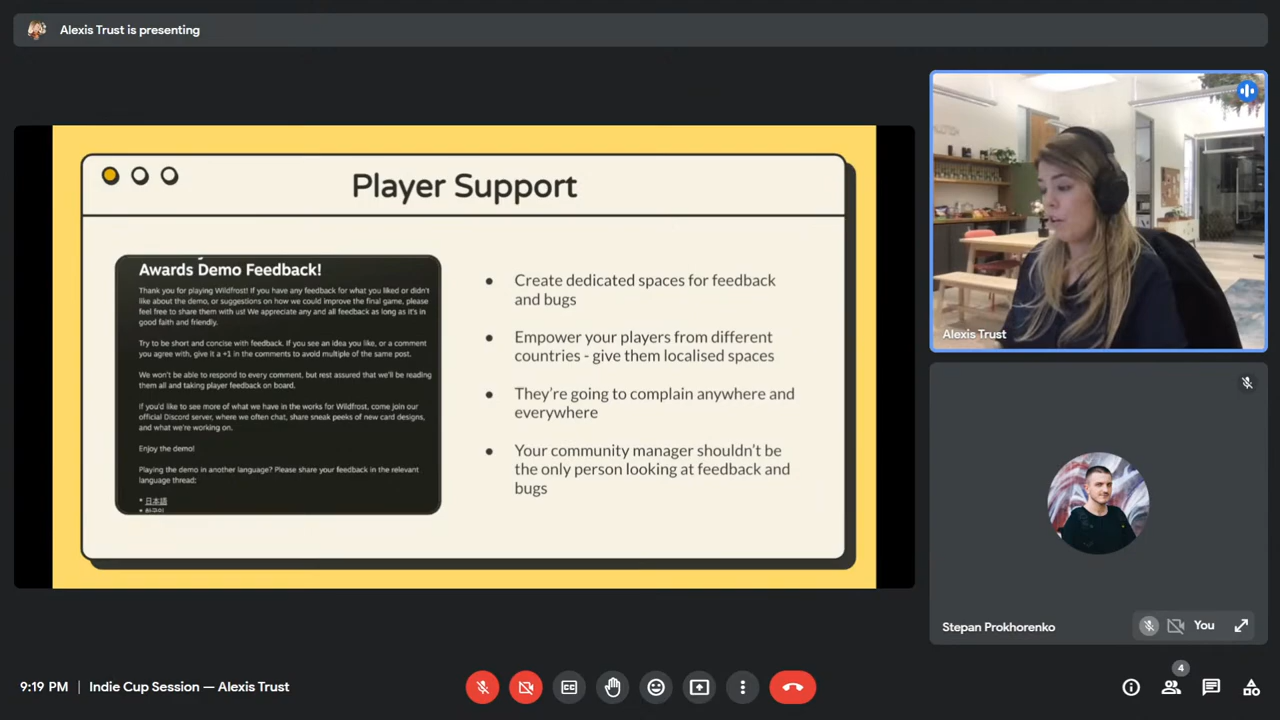 Alexis Trust is presenting
Player Support
Awards Demo Feedback!
Thank you for playing Wildfrost! If you have any feedback for what you liked or didn't
like about the demo, or suggestions on how we could improve the final game, please
feel free to share them with us! We appreciate any and all feedback as long as it's in
good faith and friendly.
Try to be short and concise with feedback. If you see an idea you like, or a comment
you agree with, give it a +1 in the comments to avoid multiple of the same post.
We won't be able to respond to every comment, but rest assured that we'll be reading
them all and taking player feedback on board.
If you'd like to see more of what we have in the works for Wildfrost, come join our
official Discord server, where we often chat, share sneak peeks of new card designs,
and what we're working on.
Enjoy the demo!
Playing the demo in another language? Please share your feedback in the relevant
language thread:
* 日本語
● Create dedicated spaces for feedback
and bugs
● Empower your players from different
countries - give them localised spaces
● They're going to complain anywhere and
everywhere
● Your community manager shouldn't be
the only person looking at feedback and
bugs
Alexis Trust
Stepan Prokhorenko
You
9:19 PM | Indie Cup Session — Alexis Trust
4